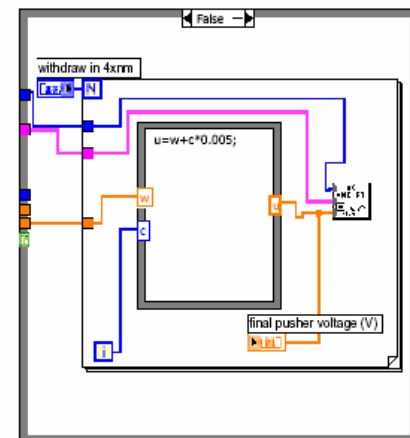 False
withdraw in 4xnm
N
u=w+c*0.005;
w
u
c
i
final pusher voltage (V)